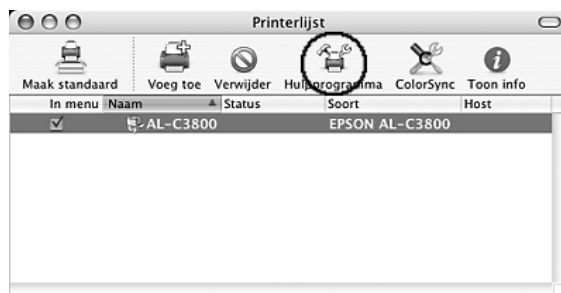 Printerlijst
Maak standaard Voeg toe Verwijder Hulpprogramma ColorSync Toon info
In menu Naam Status Soort Host
AL-C3800 EPSON AL-C3800